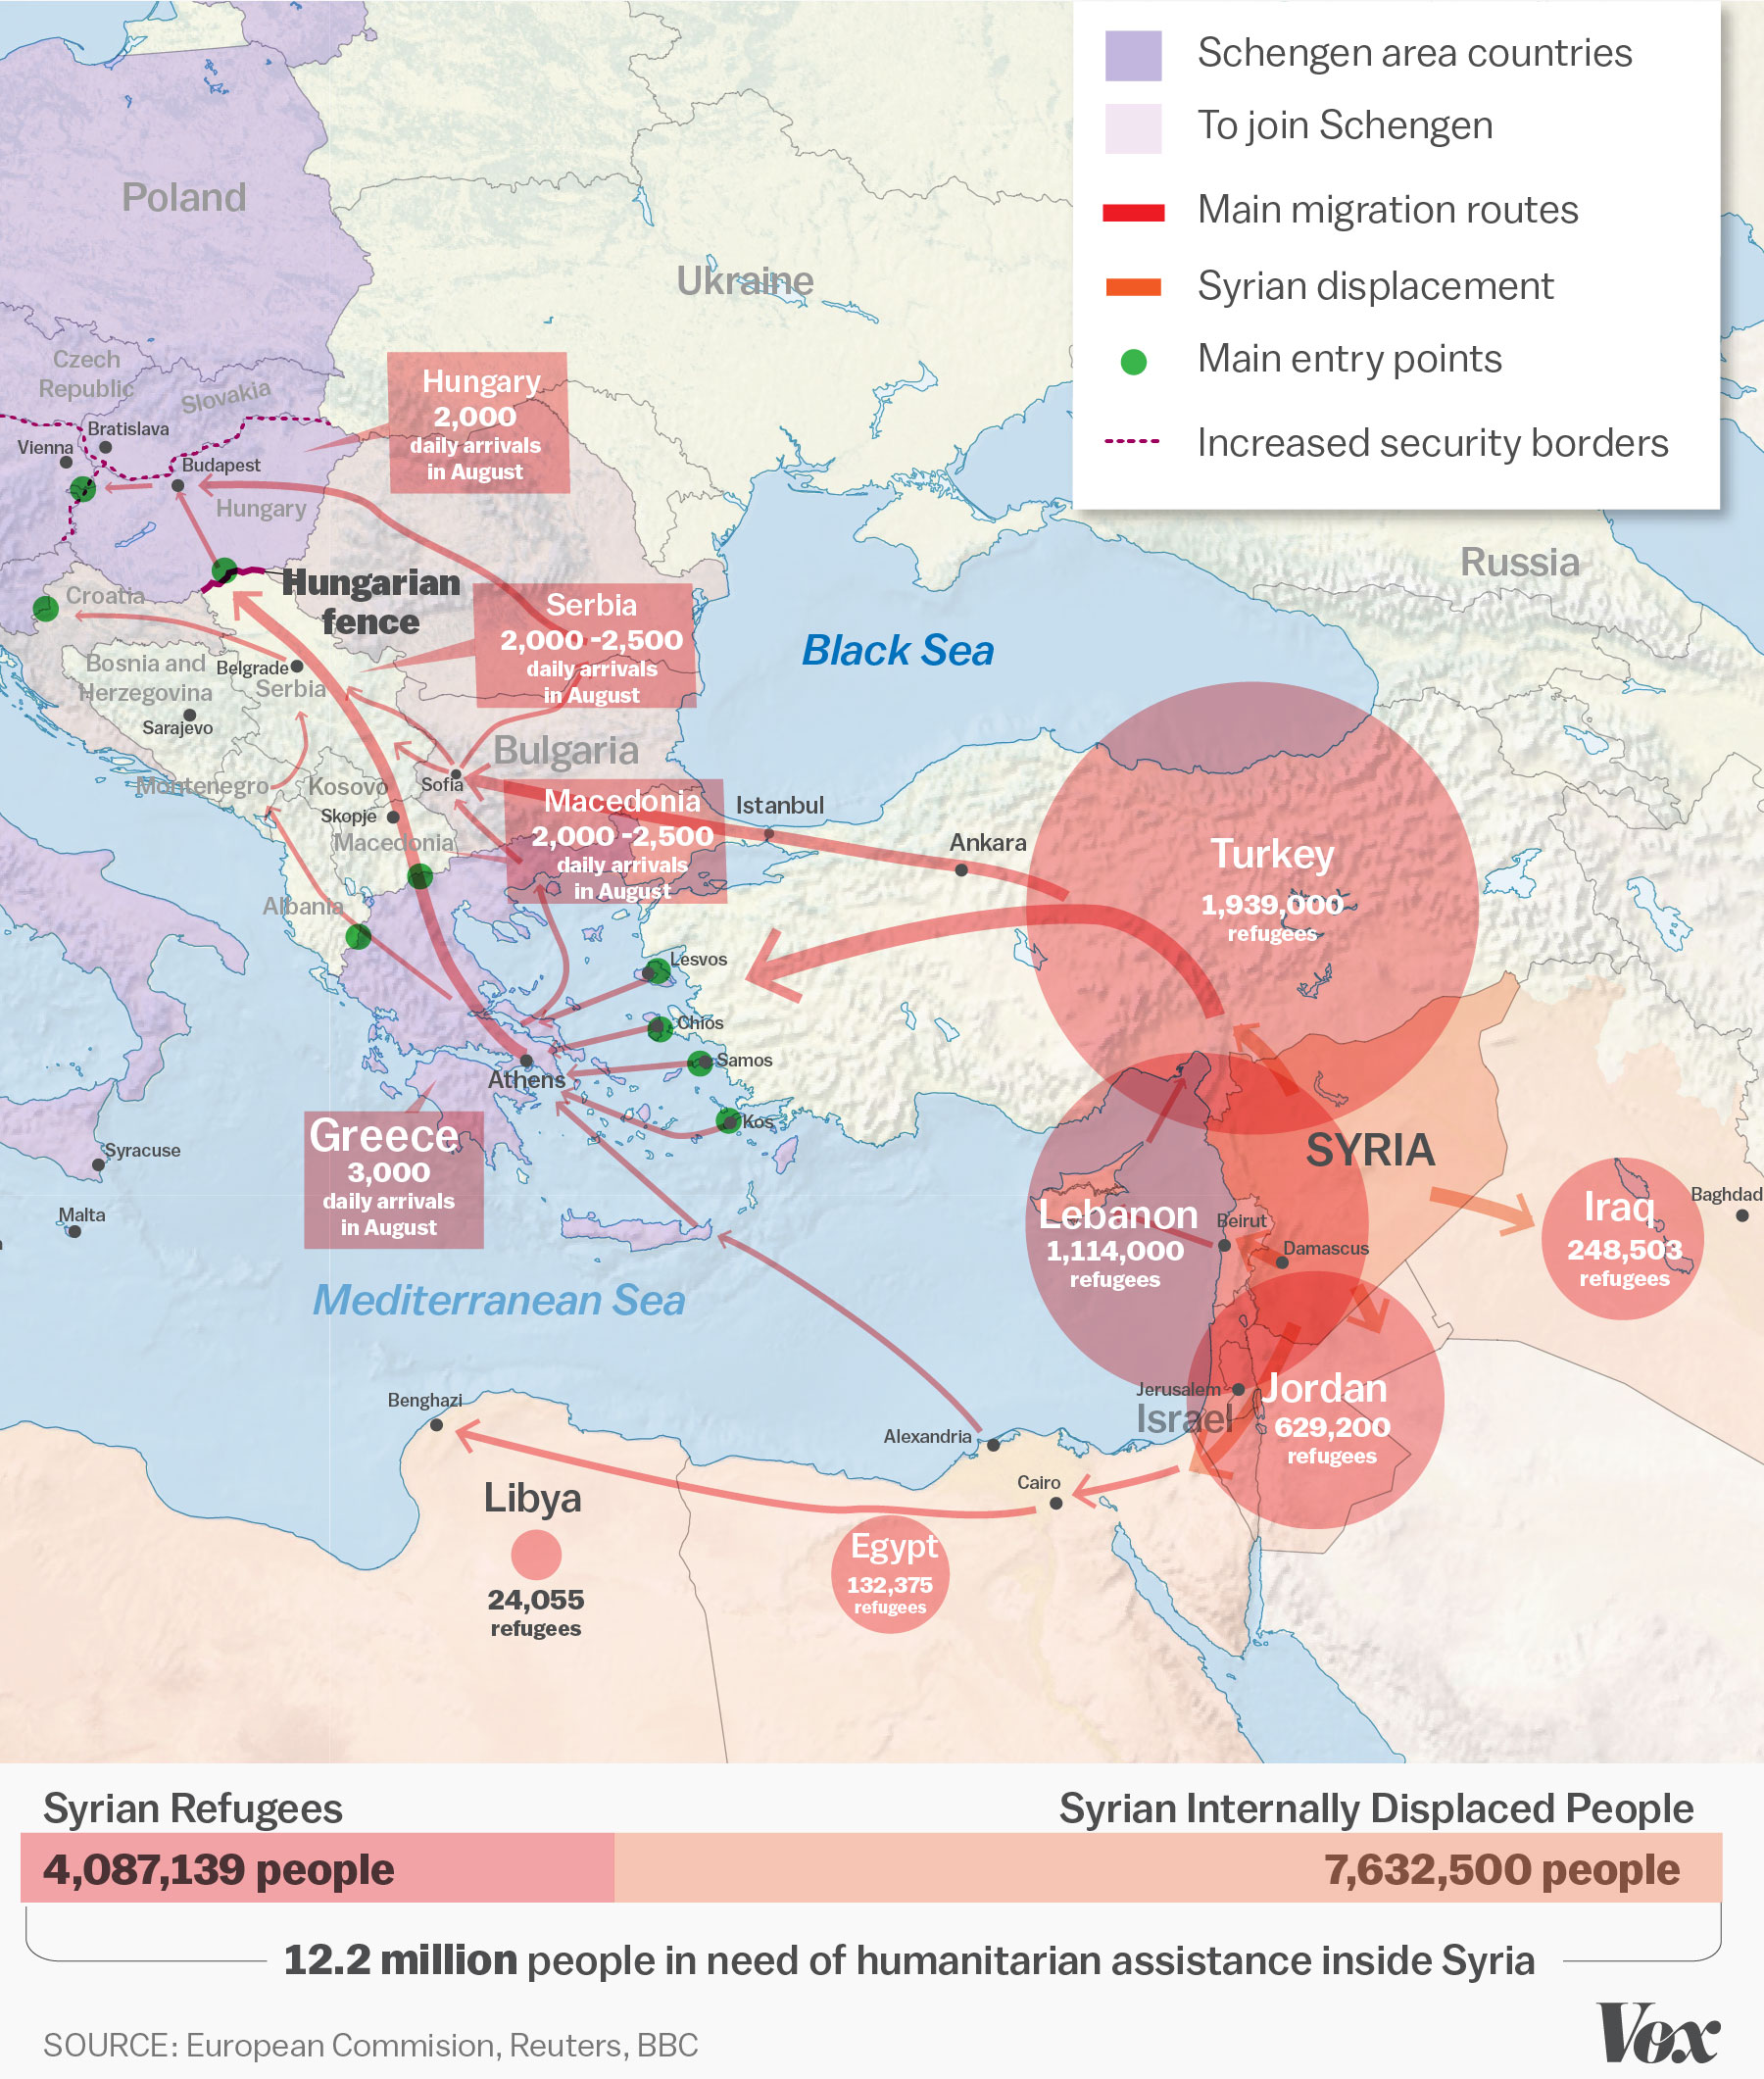 Schengen area countries
To join Schengen
Main migration routes
Syrian displacement
Main entry points
Increased security borders
Poland
Ukraine
Czech
Republic
Slovakia
Hungary
2,000
daily arrivals
in August
Bratislava
Vienna
Budapest
Hungary
Russia
Hungarian
fence
Croatia
Serbia
2,000 -2,500
daily arrivals
in August
Black Sea
Bosnia and
Herzegovina
Belgrade
Serbia
Sarajevo
Bulgaria
Montenegro
Kosovo
Sofia
Skopje
Macedonia
Macedonia
2,000 -2,500
daily arrivals
in August
Istanbul
Ankara
Turkey
1,939,000
refugees
Albania
Lesvos
Chios
Samos
Athens
Kos
Greece
3,000
daily arrivals
in August
Syracuse
Malta
SYRIA
Lebanon
1,114,000
refugees
Beirut
Damascus
Iraq
248,503
refugees
Baghdad
Mediterranean Sea
Jerusalem
Israel
Jordan
629,200
refugees
Benghazi
Alexandria
Cairo
Libya
24,055
refugees
Egypt
132,375
refugees
Syrian Refugees
Syrian Internally Displaced People
4,087,139 people
7,632,500 people
12.2 million people in need of humanitarian assistance inside Syria
SOURCE: European Commision, Reuters, BBC
Vox